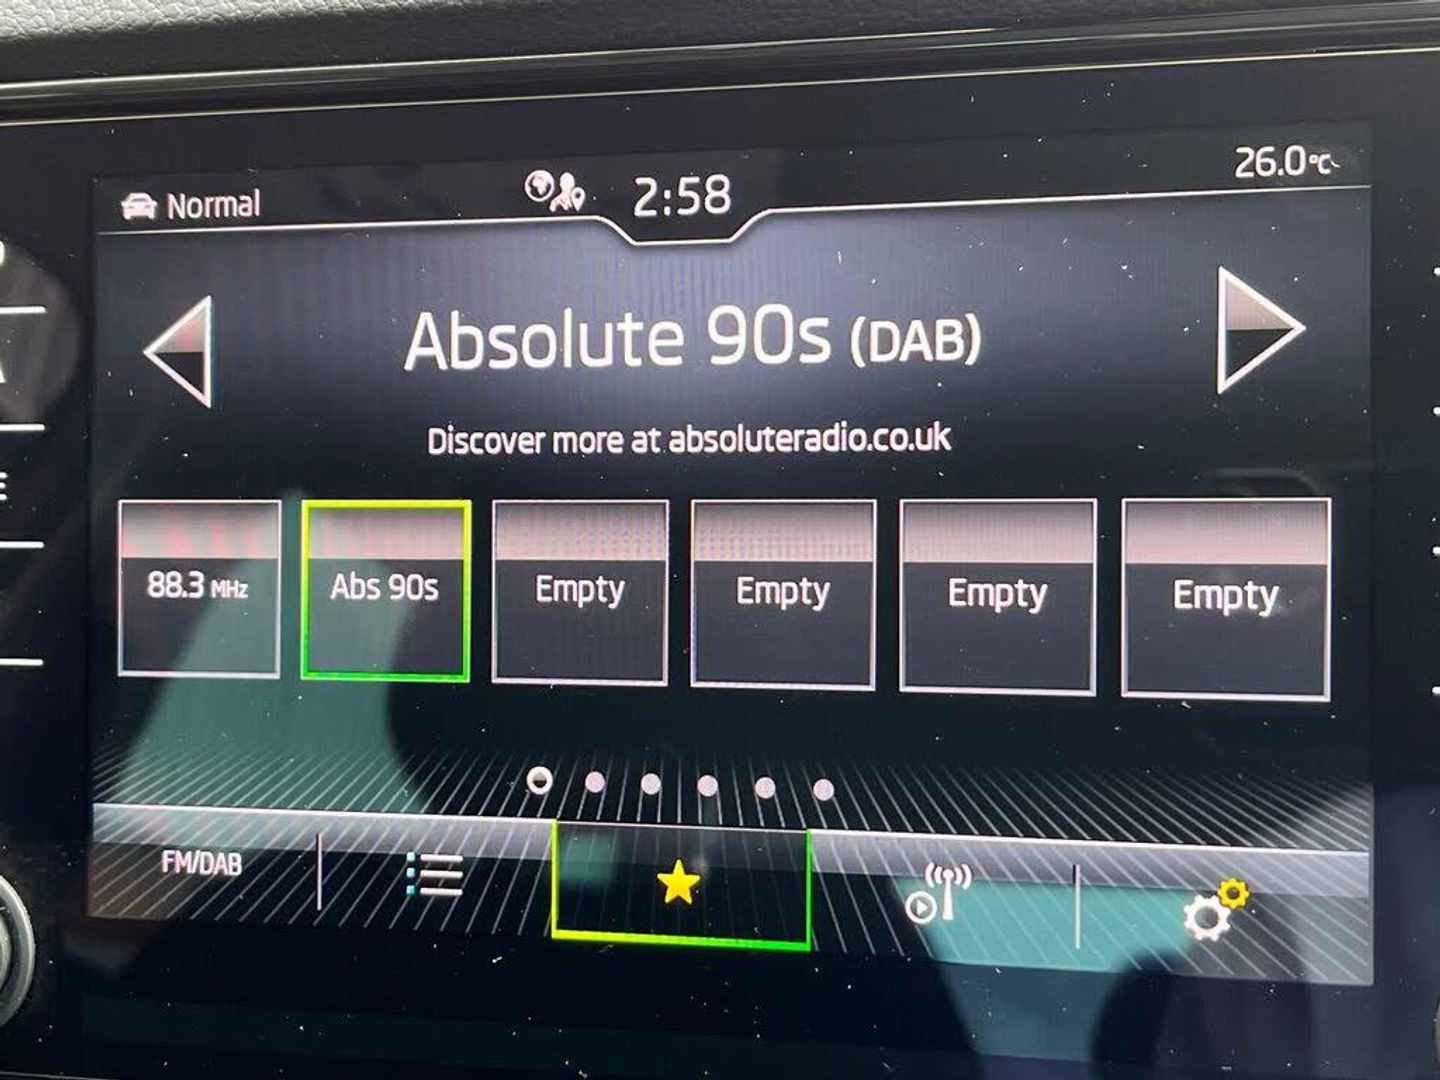 Normal
2:58
26.0°C
Absolute 90s (DAB)
Discover more at absoluteradio.co.uk
88.3 MHz
Abs 90s
Empty
Empty
Empty
Empty
FM/DAB